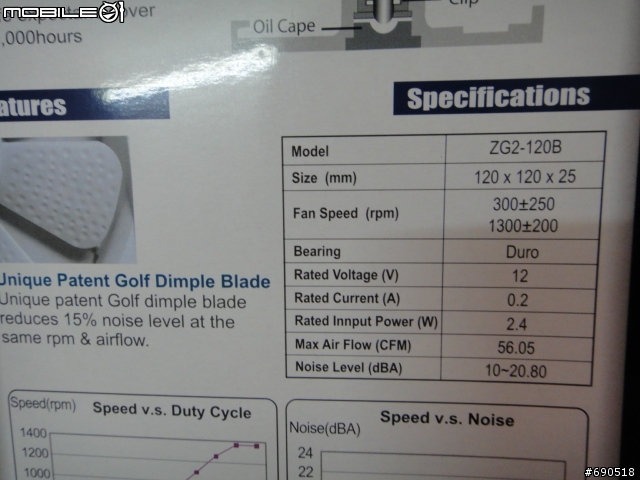 MOBILE01
over
,000hours
Oil Cape
Clip
atures
Specifications
Model ZG2-120B
Size (mm) 120 x 120 x 25
Fan Speed (rpm) 300±250
1300±200
Bearing Duro
Rated Voltage (V) 12
Rated Current (A) 0.2
Rated Innput Power (W) 2.4
Max Air Flow (CFM) 56.05
Noise Level (dBA) 10~20.80
Unique Patent Golf Dimple Blade
Unique patent Golf dimple blade
reduces 15% noise level at the
same rpm & airflow.
Speed(rpm) Speed v.s. Duty Cycle
1400
1200
1000
Speed v.s. Noise
Noise(dBA)
24
22
#690518